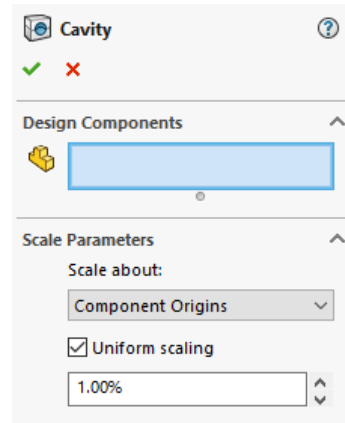 Cavity
Design Components
Scale Parameters
Scale about:
Component Origins
Uniform scaling
1.00%